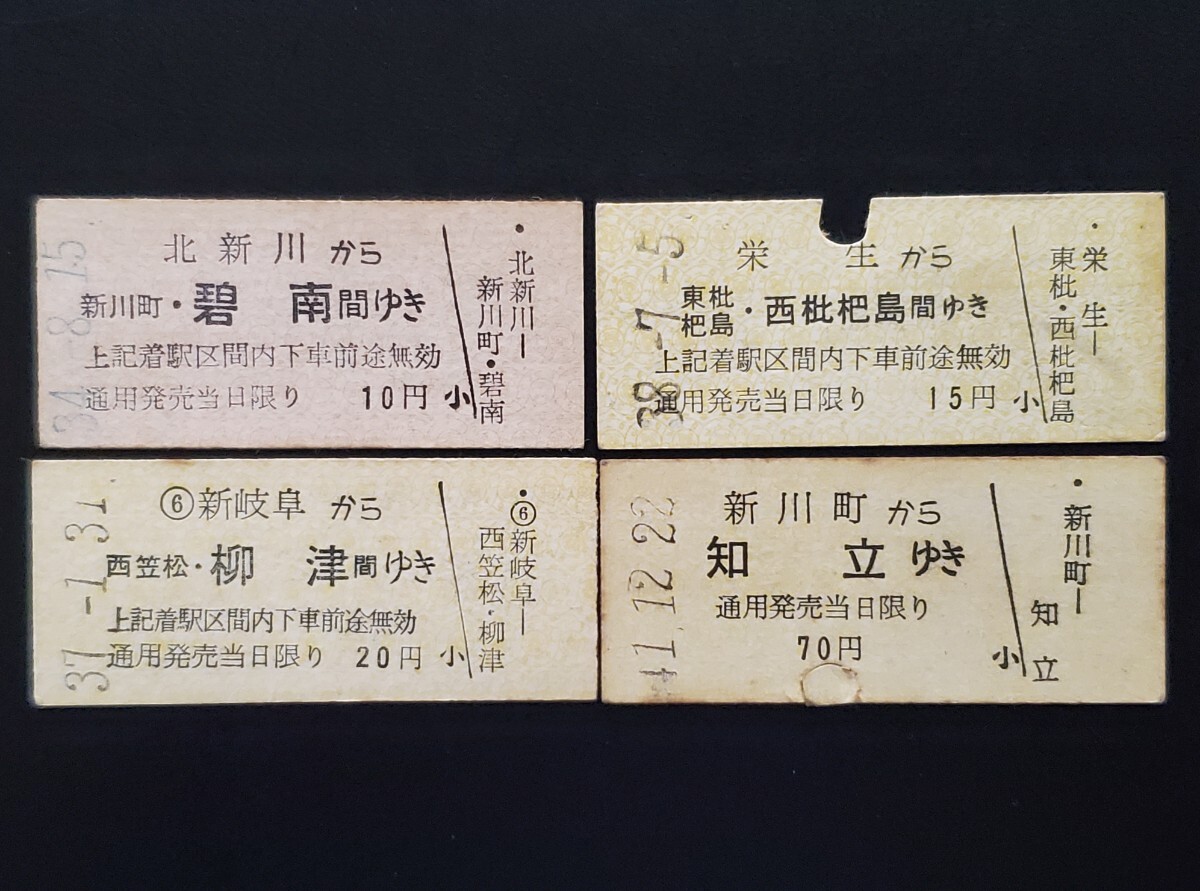 34.-8.15
北新川から
新川町・碧南間ゆき
上記着駅区間内下車前途無効
通用発売当日限り 10円 小
・北新川ー
新川町・碧南
38.-7.-5
栄生から
東枇杷島・西枇杷島間ゆき
上記着駅区間内下車前途無効
通用発売当日限り 15円 小
・栄生ー
東枇・西枇杷島
37.-1.31
⑥新岐阜から
西笠松・柳津間ゆき
上記着駅区間内下車前途無効
通用発売当日限り 20円 小
・⑥新岐阜ー
西笠松・柳津
41.12.22
新川町から
知立ゆき
通用発売当日限り
70円 小
・新川町ー
知立